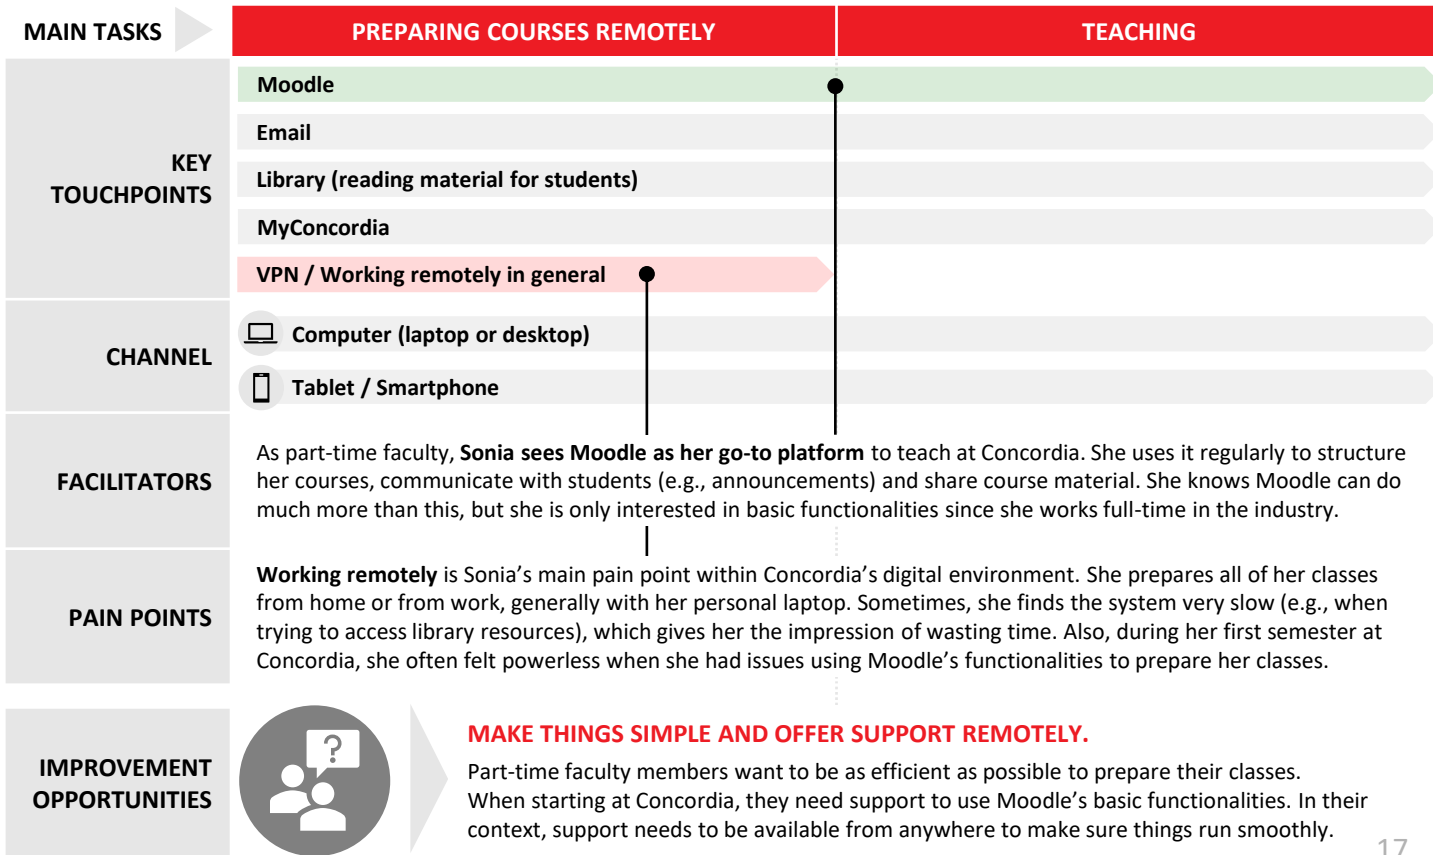 MAIN TASKS
PREPARING COURSES REMOTELY
TEACHING
KEY
TOUCHPOINTS
Moodle
Email
Library (reading material for students)
MyConcordia
VPN / Working remotely in general
CHANNEL
Computer (laptop or desktop)
Tablet / Smartphone
FACILITATORS
As part-time faculty, Sonia sees Moodle as her go-to platform to teach at Concordia. She uses it regularly to structure
her courses, communicate with students (e.g., announcements) and share course material. She knows Moodle can do
much more than this, but she is only interested in basic functionalities since she works full-time in the industry.
PAIN POINTS
Working remotely is Sonia’s main pain point within Concordia’s digital environment. She prepares all of her classes
from home or from work, generally with her personal laptop. Sometimes, she finds the system very slow (e.g., when
trying to access library resources), which gives her the impression of wasting time. Also, during her first semester at
Concordia, she often felt powerless when she had issues using Moodle’s functionalities to prepare her classes.
IMPROVEMENT
OPPORTUNITIES
?
MAKE THINGS SIMPLE AND OFFER SUPPORT REMOTELY.
Part-time faculty members want to be as efficient as possible to prepare their classes.
When starting at Concordia, they need support to use Moodle’s basic functionalities. In their
context, support needs to be available from anywhere to make sure things run smoothly.
17